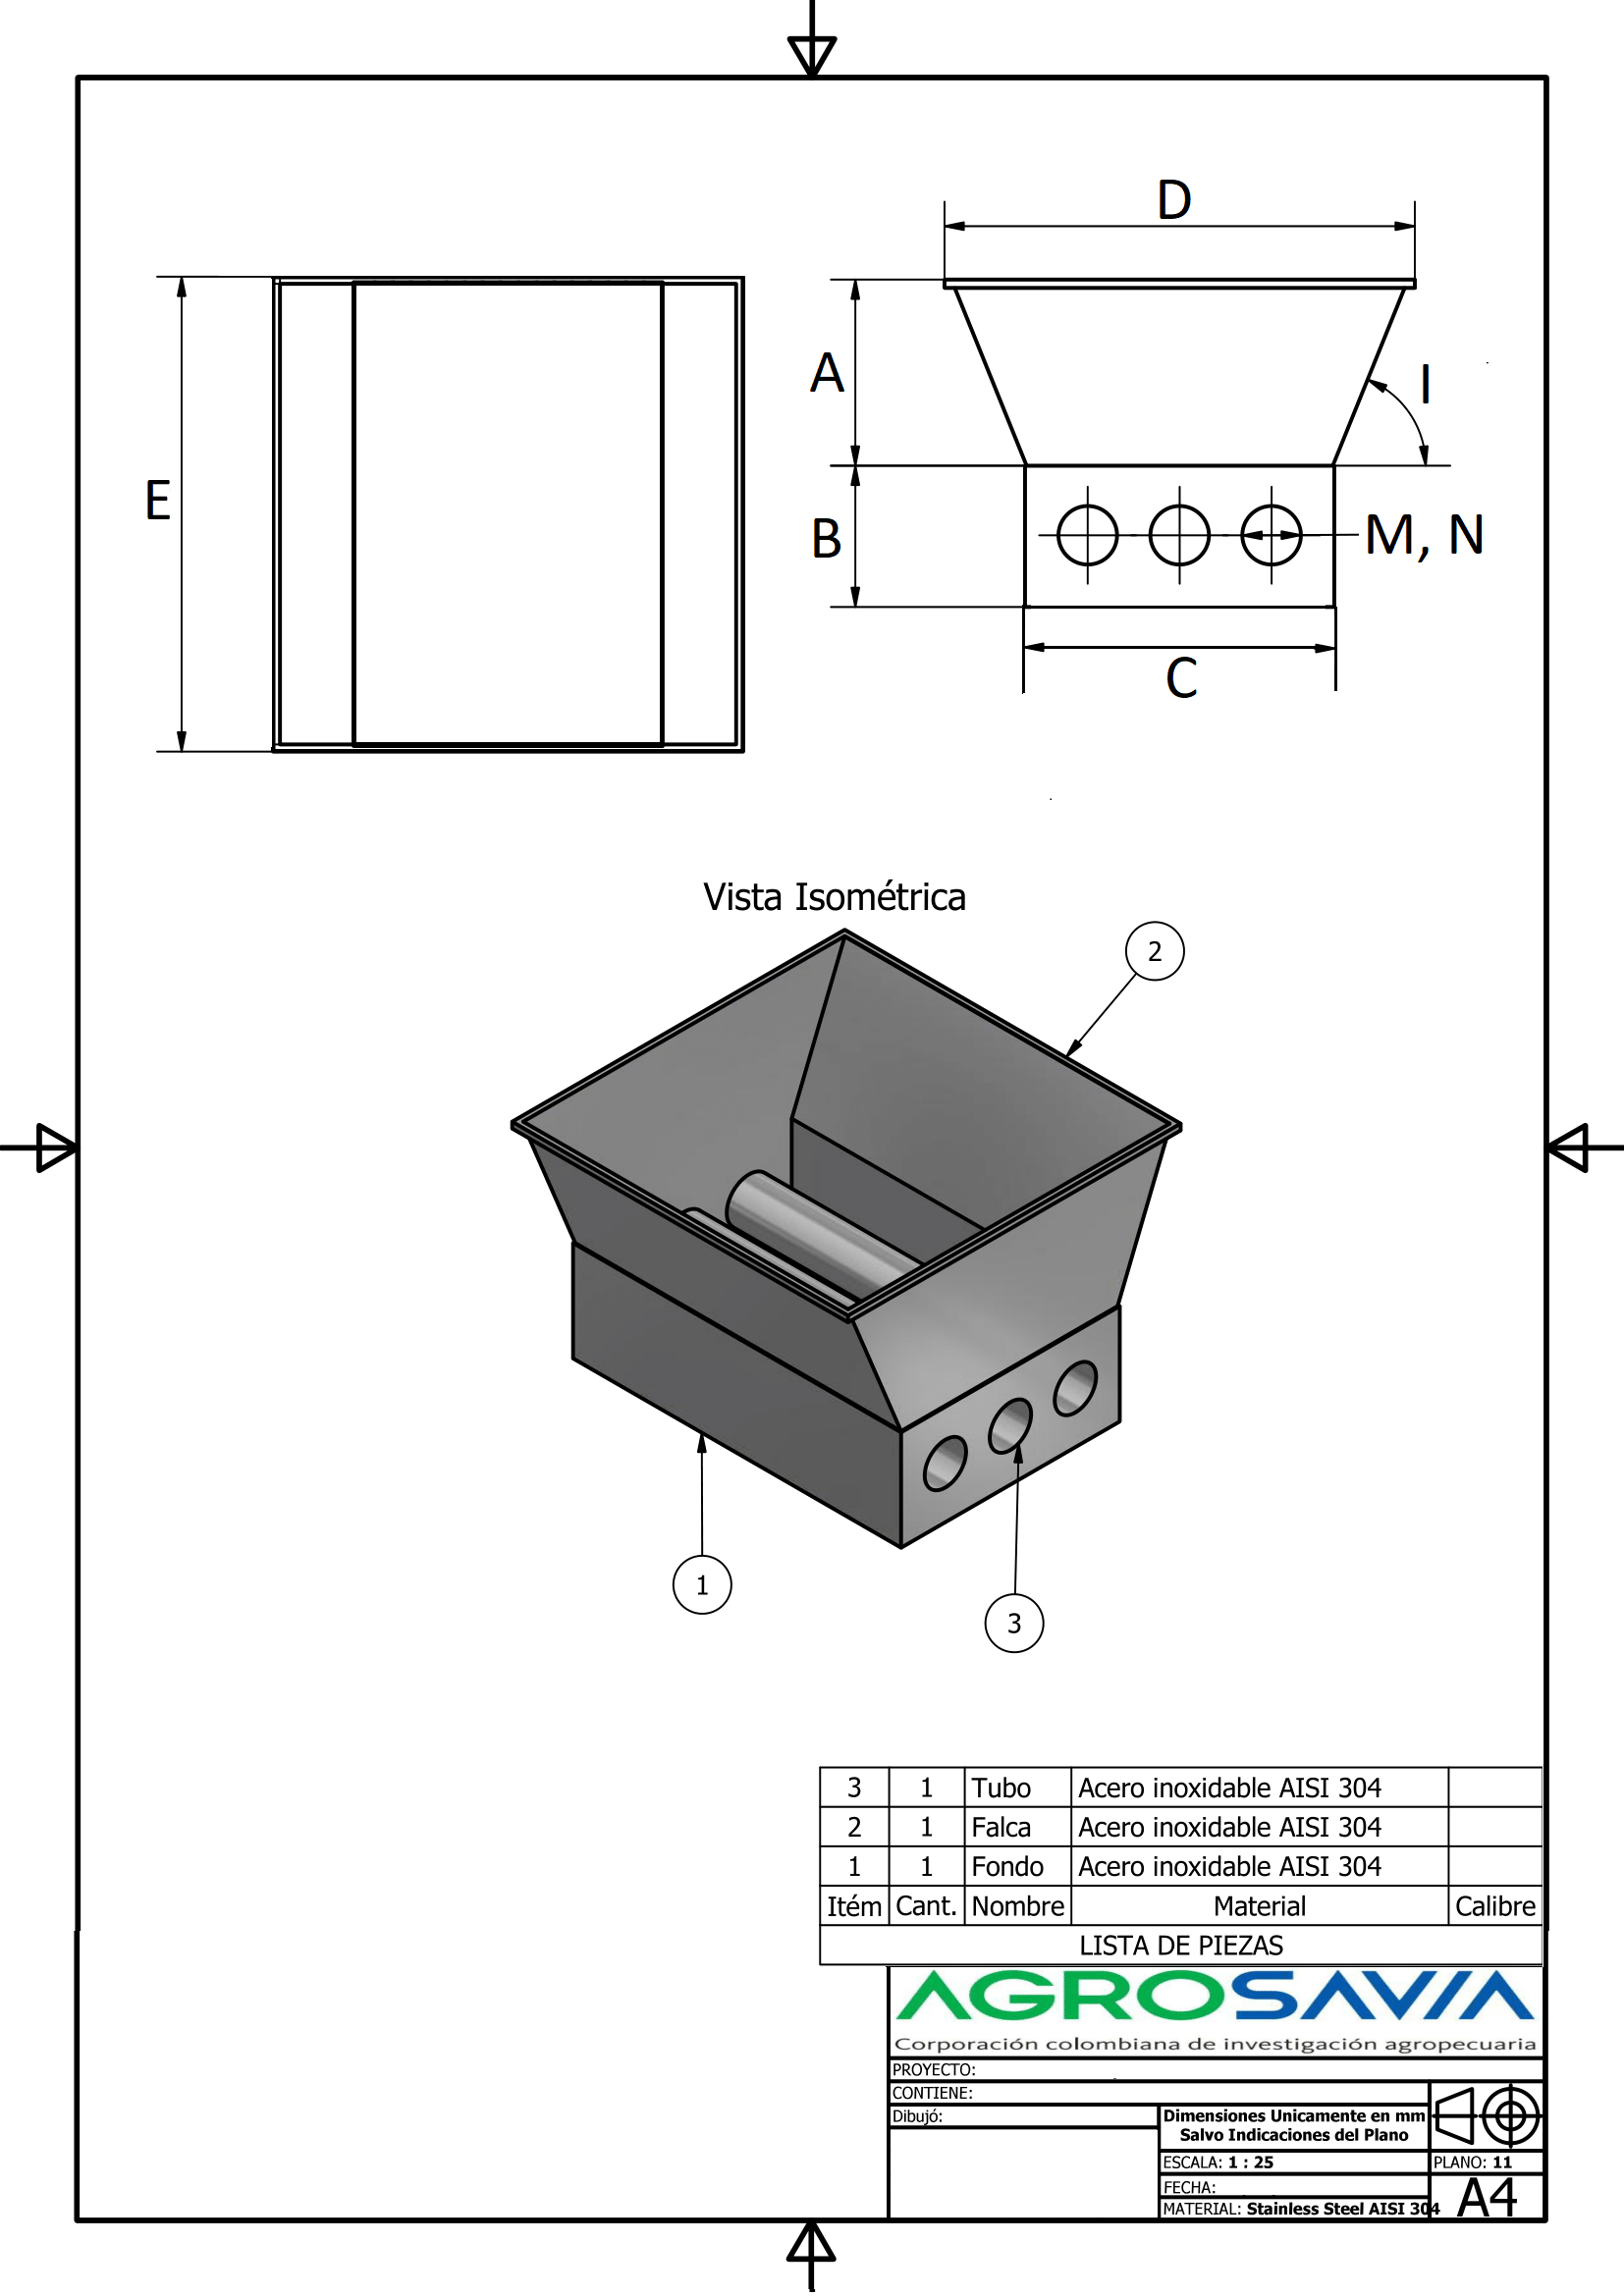 D
A
I
E
B
M, N
C
Vista Isométrica
2
1
3
3 1 Tubo Acero inoxidable AISI 304
2 1 Falca Acero inoxidable AISI 304
1 1 Fondo Acero inoxidable AISI 304
Itém Cant. Nombre Material Calibre
LISTA DE PIEZAS
AGROSAVIA
Corporación colombiana de investigación agropecuaria
PROYECTO:
CONTIENE:
Dibujó:
Dimensiones Unicamente en mm
Salvo Indicaciones del Plano
ESCALA: 1 : 25 PLANO: 11
FECHA:
MATERIAL: Stainless Steel AISI 304
A4